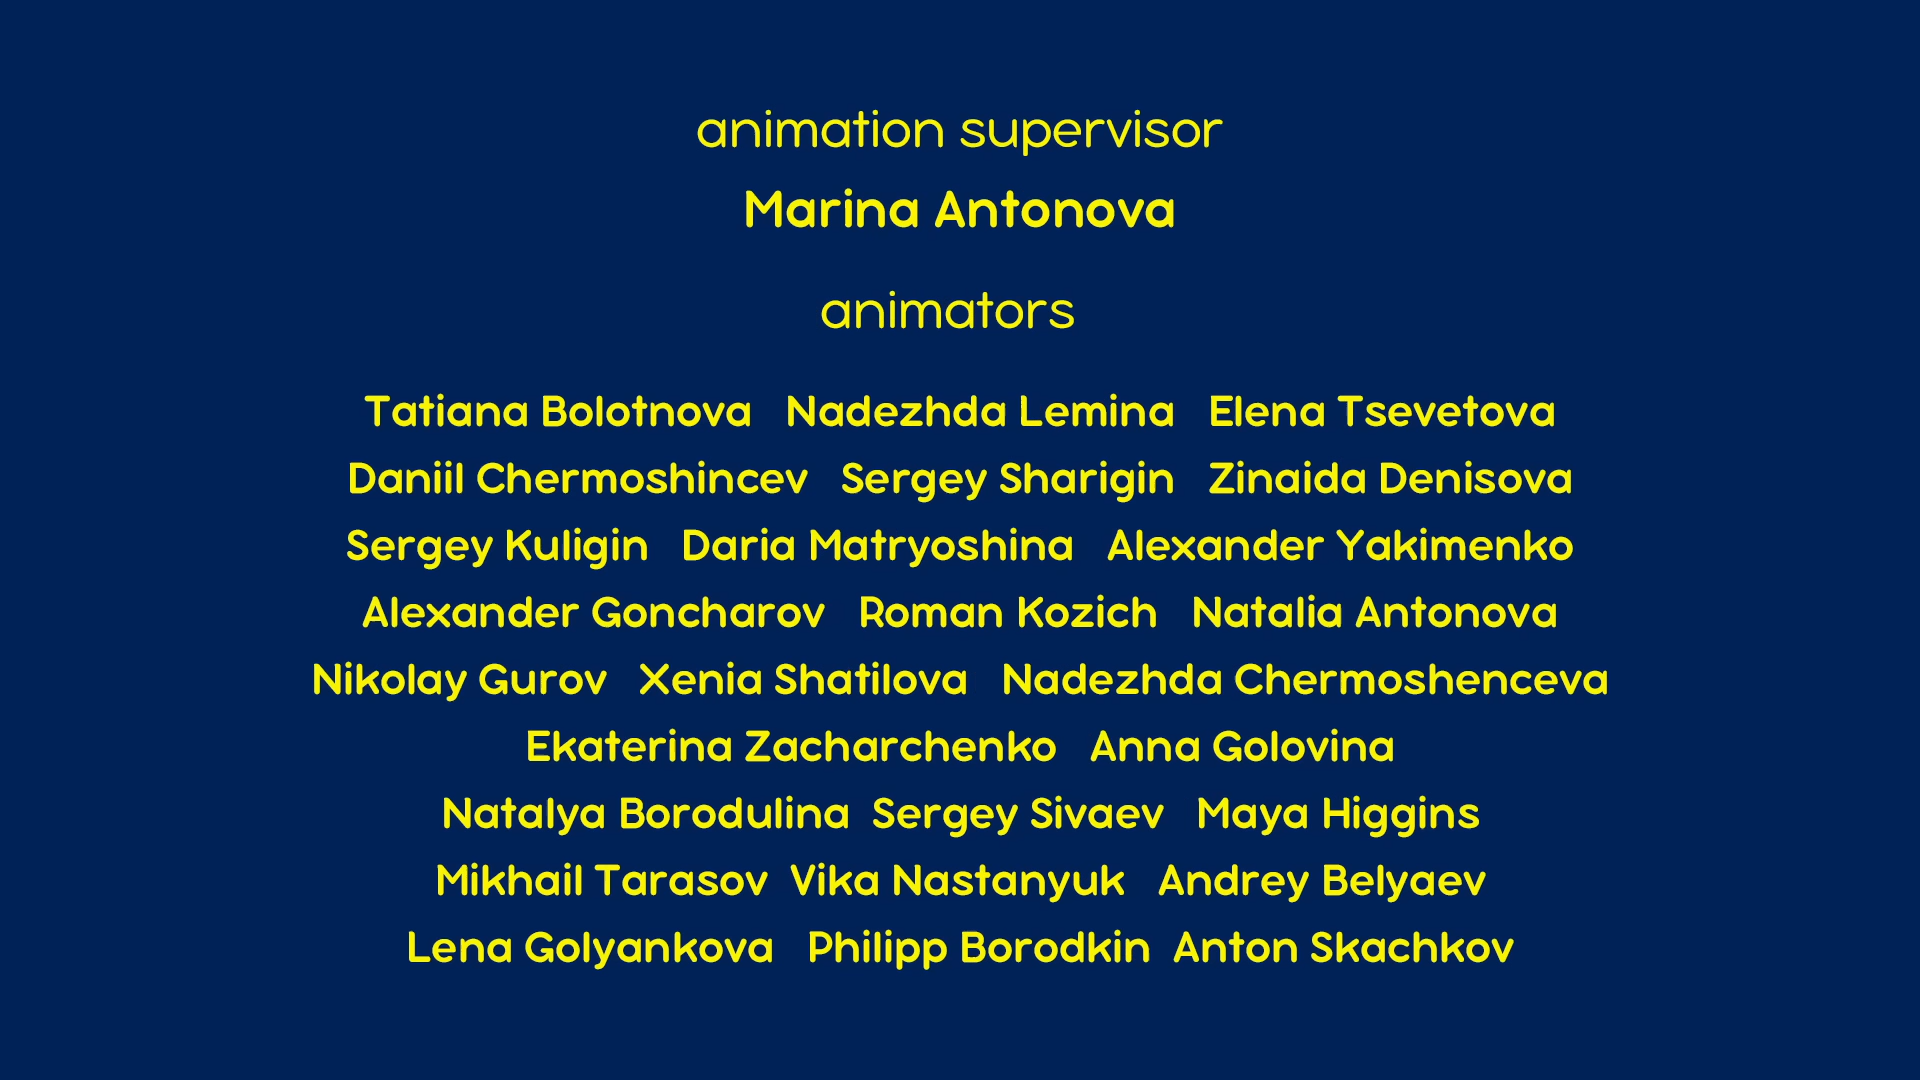 animation supervisor
Marina Antonova
animators
Tatiana Bolotnova Nadezhda Lemina Elena Tsevetova
Daniil Chermoshincev Sergey Sharigin Zinaida Denisova
Sergey Kuligin Daria Matryoshina Alexander Yakimenko
Alexander Goncharov Roman Kozich Natalia Antonova
Nikolay Gurov Xenia Shatilova Nadezhda Chermoshenceva
Ekaterina Zacharchenko Anna Golovina
Natalya Borodulina Sergey Sivaev Maya Higgins
Mikhail Tarasov Vika Nastanyuk Andrey Belyaev
Lena Golyankova Philipp Borodkin Anton Skachkov